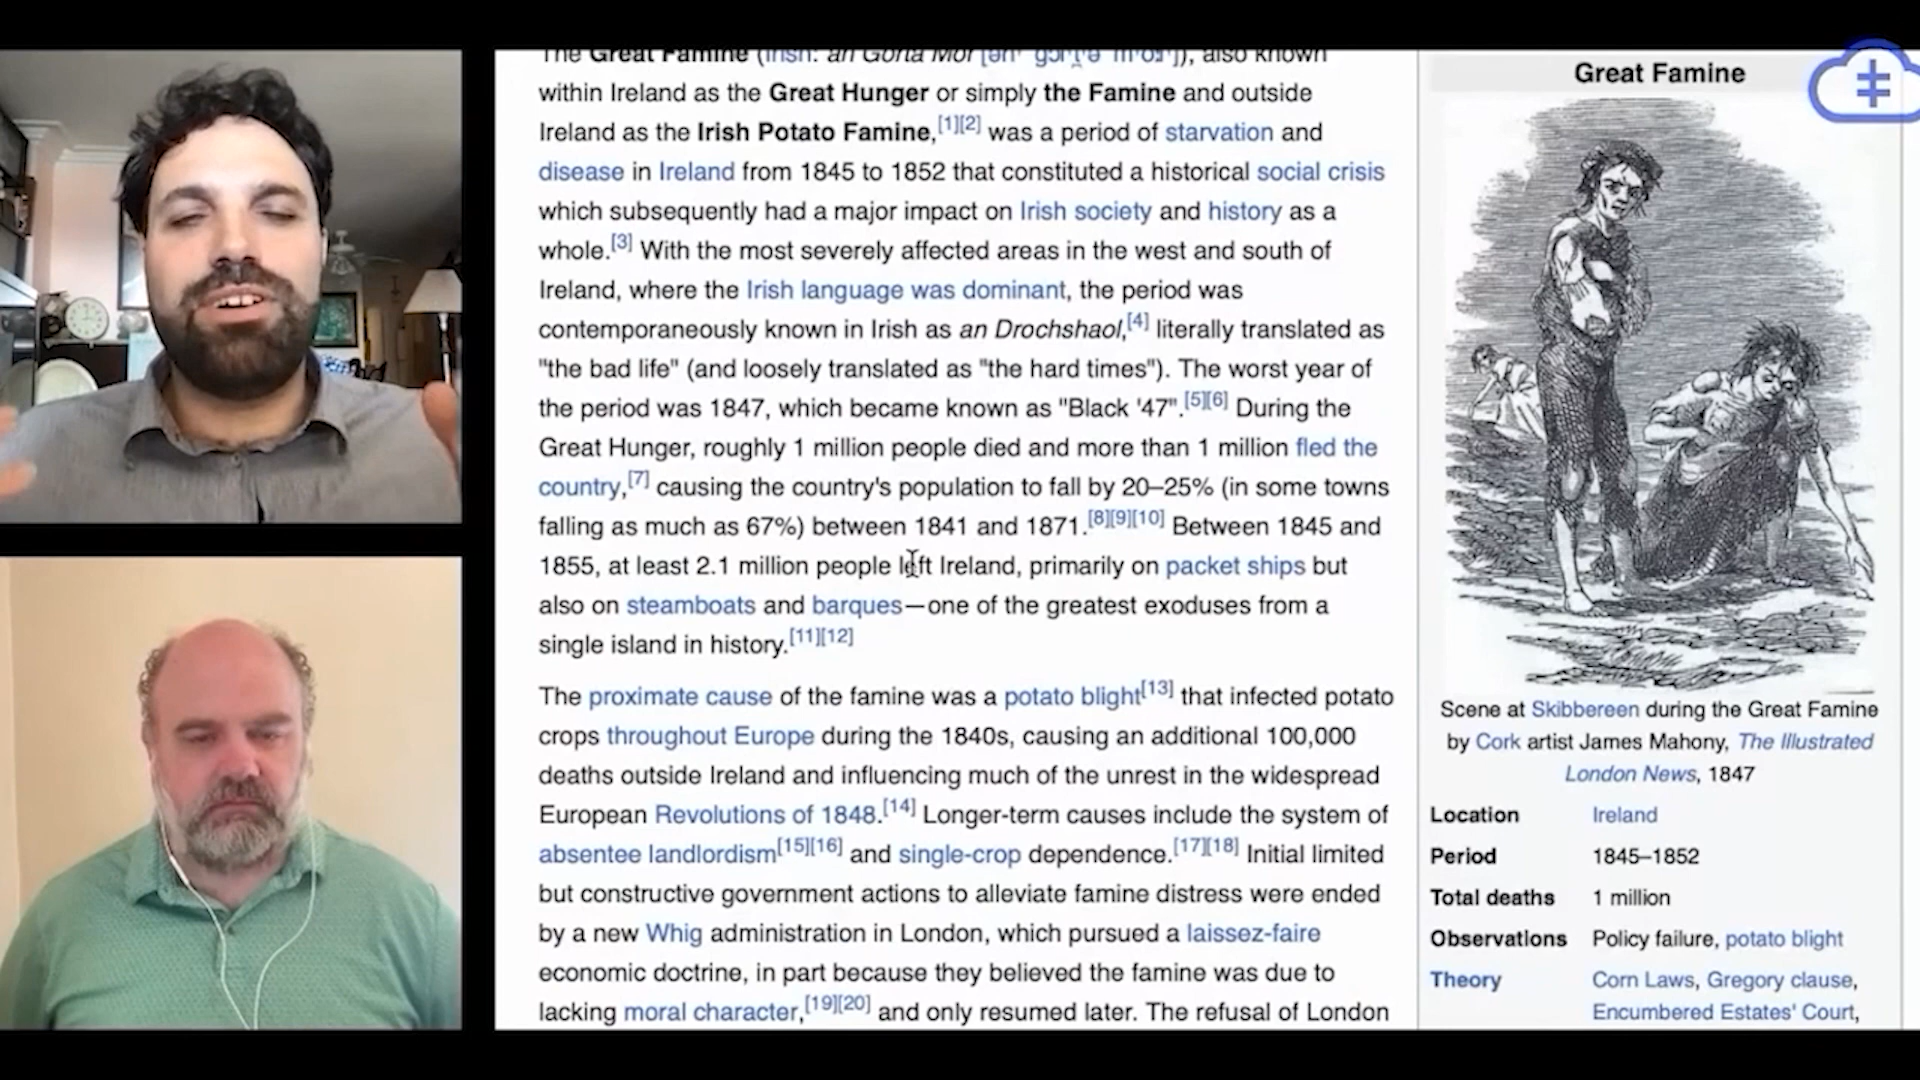 The Great Famine (Irish: an Gorta Mór
), also known
within Ireland as the Great Hunger or simply the Famine and outside
Ireland as the Irish Potato Famine,[1][2] was a period of starvation and
disease in Ireland from 1845 to 1852 that constituted a historical social crisis
which subsequently had a major impact on Irish society and history as a
whole.[3] With the most severely affected areas in the west and south of
Ireland, where the Irish language was dominant, the period was
contemporaneously known in Irish as an Drochshaol,[4] literally translated as
"the bad life" (and loosely translated as "the hard times"). The worst year of
the period was 1847, which became known as "Black '47".[5][6] During the
Great Hunger, roughly 1 million people died and more than 1 million fled the
country,[7] causing the country's population to fall by 20–25% (in some towns
falling as much as 67%) between 1841 and 1871.[8][9][10] Between 1845 and
1855, at least 2.1 million people left Ireland, primarily on packet ships but
also on steamboats and barques—one of the greatest exoduses from a
single island in history.[11][12]
The proximate cause of the famine was a potato blight[13] that infected potato
crops throughout Europe during the 1840s, causing an additional 100,000
deaths outside Ireland and influencing much of the unrest in the widespread
European Revolutions of 1848.[14] Longer-term causes include the system of
absentee landlordism[15][16] and single-crop dependence.[17][18] Initial limited
but constructive government actions to alleviate famine distress were ended
by a new Whig administration in London, which pursued a laissez-faire
economic doctrine, in part because they believed the famine was due to
lacking moral character,[19][20] and only resumed later. The refusal of London
Great Famine
Scene at Skibbereen during the Great Famine
by Cork artist James Mahony, The Illustrated
London News, 1847
Location Ireland
Period 1845–1852
Total deaths 1 million
Observations Policy failure, potato blight
Theory Corn Laws, Gregory clause,
Encumbered Estates' Court,